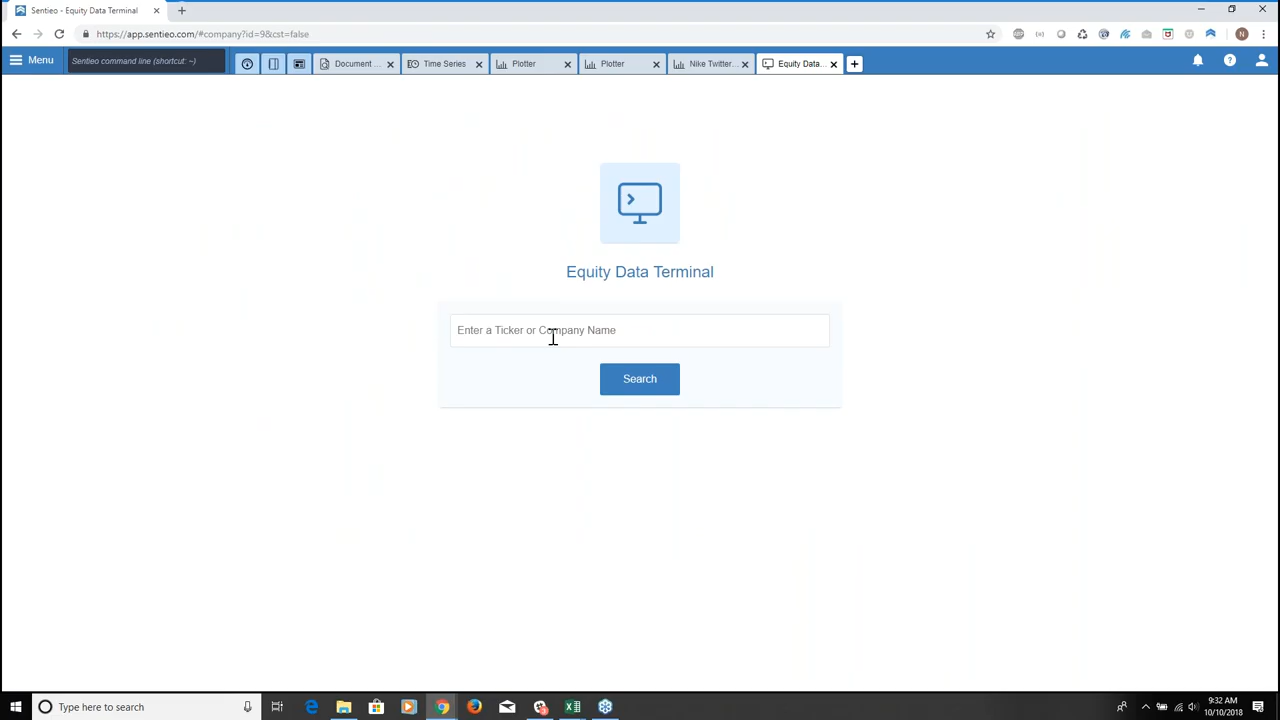 Sentieo - Equity Data Terminal
https://app.sentieo.com/#company?id=9&cst=false
Menu
Sentieo command line (shortcut: ~)
Document ...
Time Series
Plotter
Plotter
Nike Twitter...
Equity Data...
Equity Data Terminal
Enter a Ticker or Company Name
Search
Type here to search
9:32 AM
10/10/2018